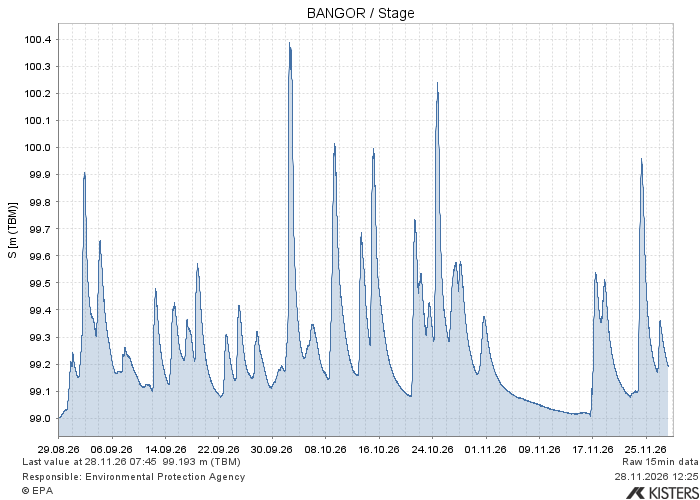 BANGOR / Stage
S [m (TBM)]
100.4
100.3
100.2
100.1
100.0
99.9
99.8
99.7
99.6
99.5
99.4
99.3
99.2
99.1
99.0
29.08.26 06.09.26 14.09.26 22.09.26 30.09.26 08.10.26 16.10.26 24.10.26 01.11.26 09.11.26 17.11.26 25.11.26
Last value at 28.11.26 07:45 99.193 m (TBM) Raw 15min data
Responsible: Environmental Protection Agency 28.11.2026 12:25
© EPA KISTERS